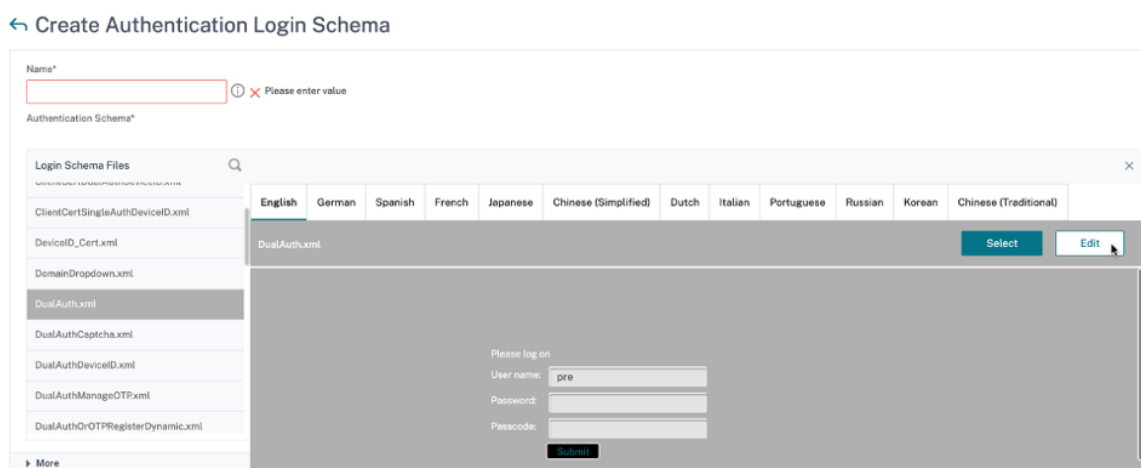 Create Authentication Login Schema
Name*
Please enter value
Authentication Schema*
Login Schema Files
ClientCertDualAuthDeviceID.xml
ClientCertSingleAuthDeviceID.xml
DeviceID_Cert.xml
DomainDropdown.xml
DualAuth.xml
DualAuthCaptcha.xml
DualAuthDeviceID.xml
DualAuthManageOTP.xml
DualAuthOrOTPRegisterDynamic.xml
More
English German Spanish French Japanese Chinese (Simplified) Dutch Italian Portuguese Russian Korean Chinese (Traditional)
DualAuth.xml Select Edit
Please log on
User name: pre
Password:
Passcode:
Submit